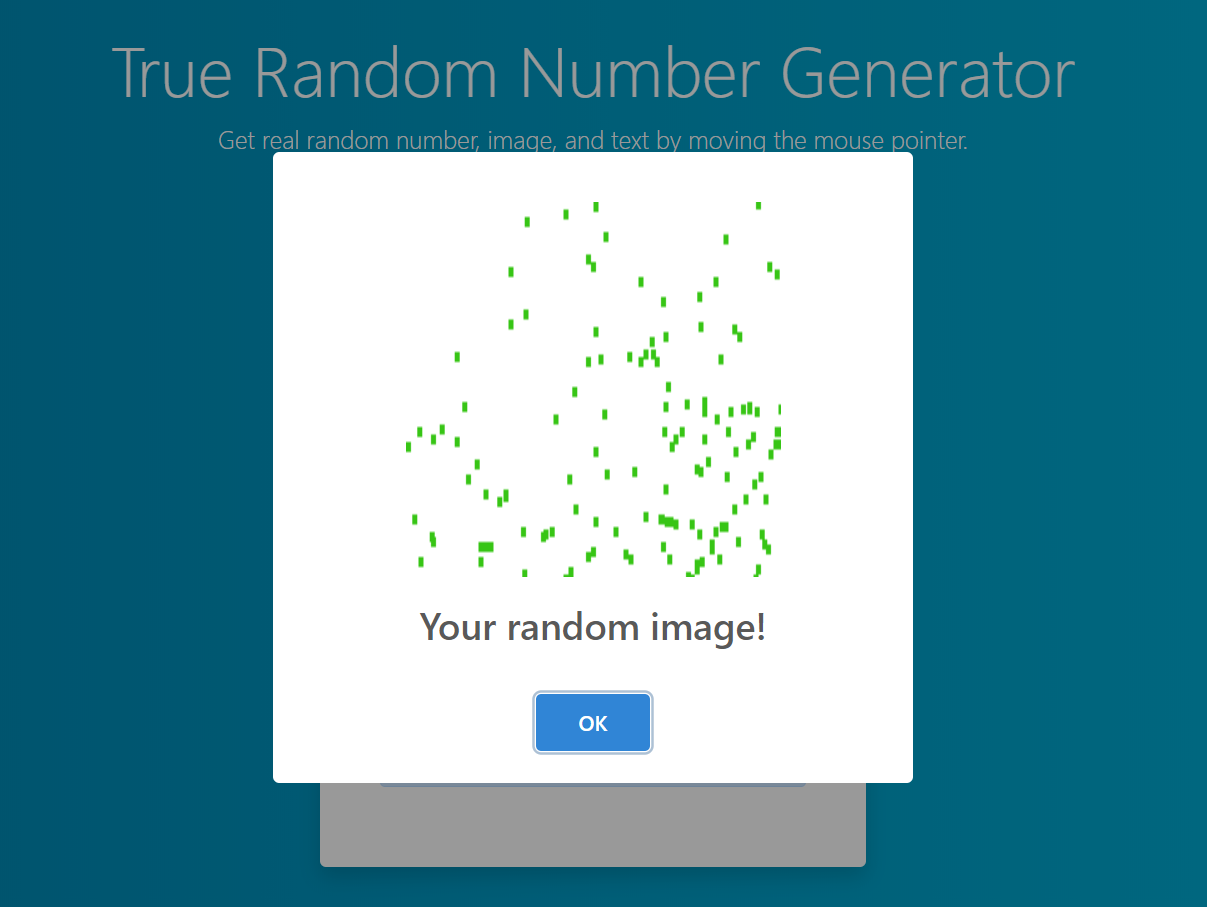 True Random Number Generator
Get real random number, image, and text by moving the mouse pointer.
Your random image!
OK